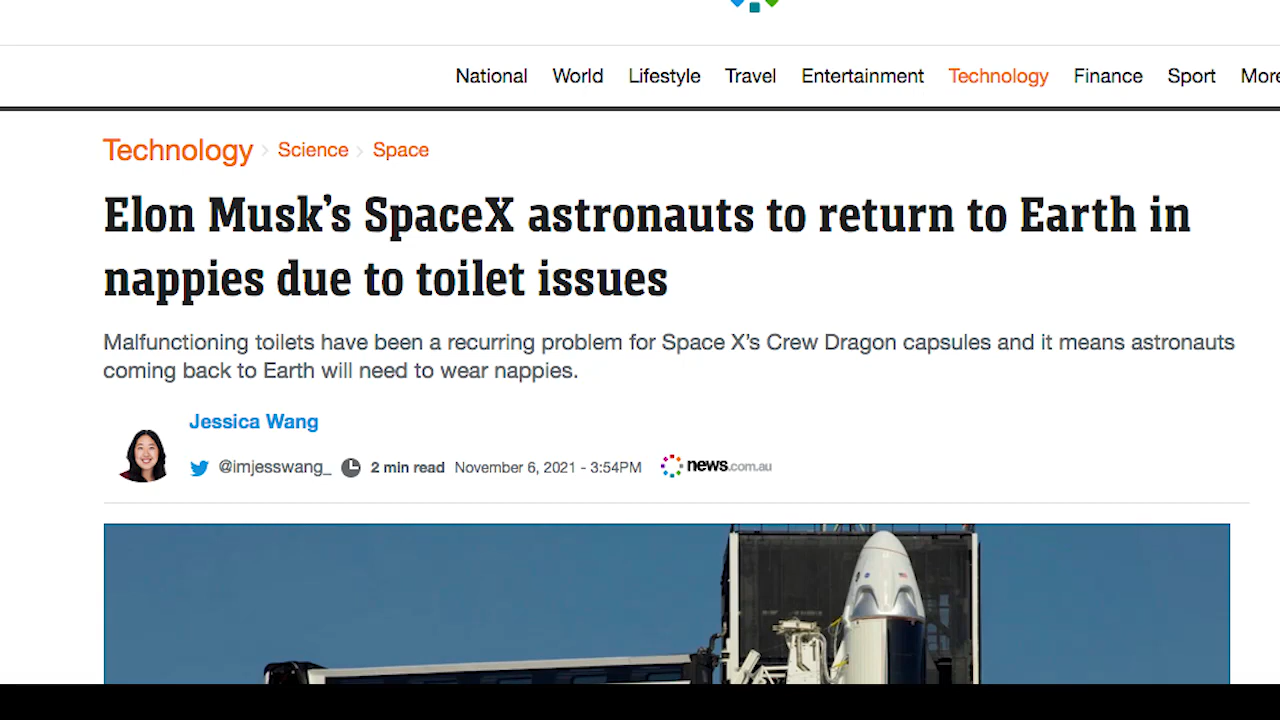 National World Lifestyle Travel Entertainment Technology Finance Sport More
Technology > Science > Space
Elon Musk’s SpaceX astronauts to return to Earth in
nappies due to toilet issues
Malfunctioning toilets have been a recurring problem for Space X’s Crew Dragon capsules and it means astronauts
coming back to Earth will need to wear nappies.
Jessica Wang
@imjesswang_ 2 min read November 6, 2021 - 3:54PM news.com.au